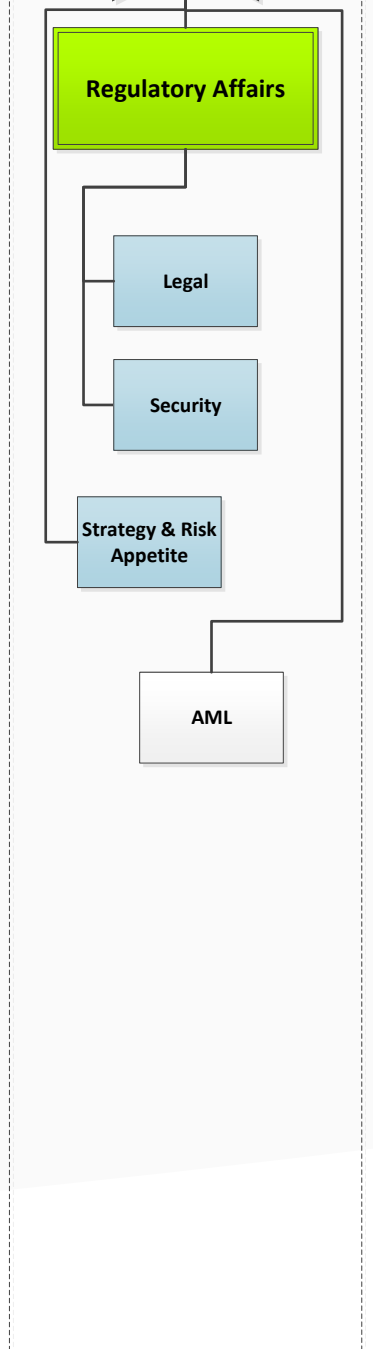 Regulatory Affairs
Legal
Security
Strategy & Risk
Appetite
AML